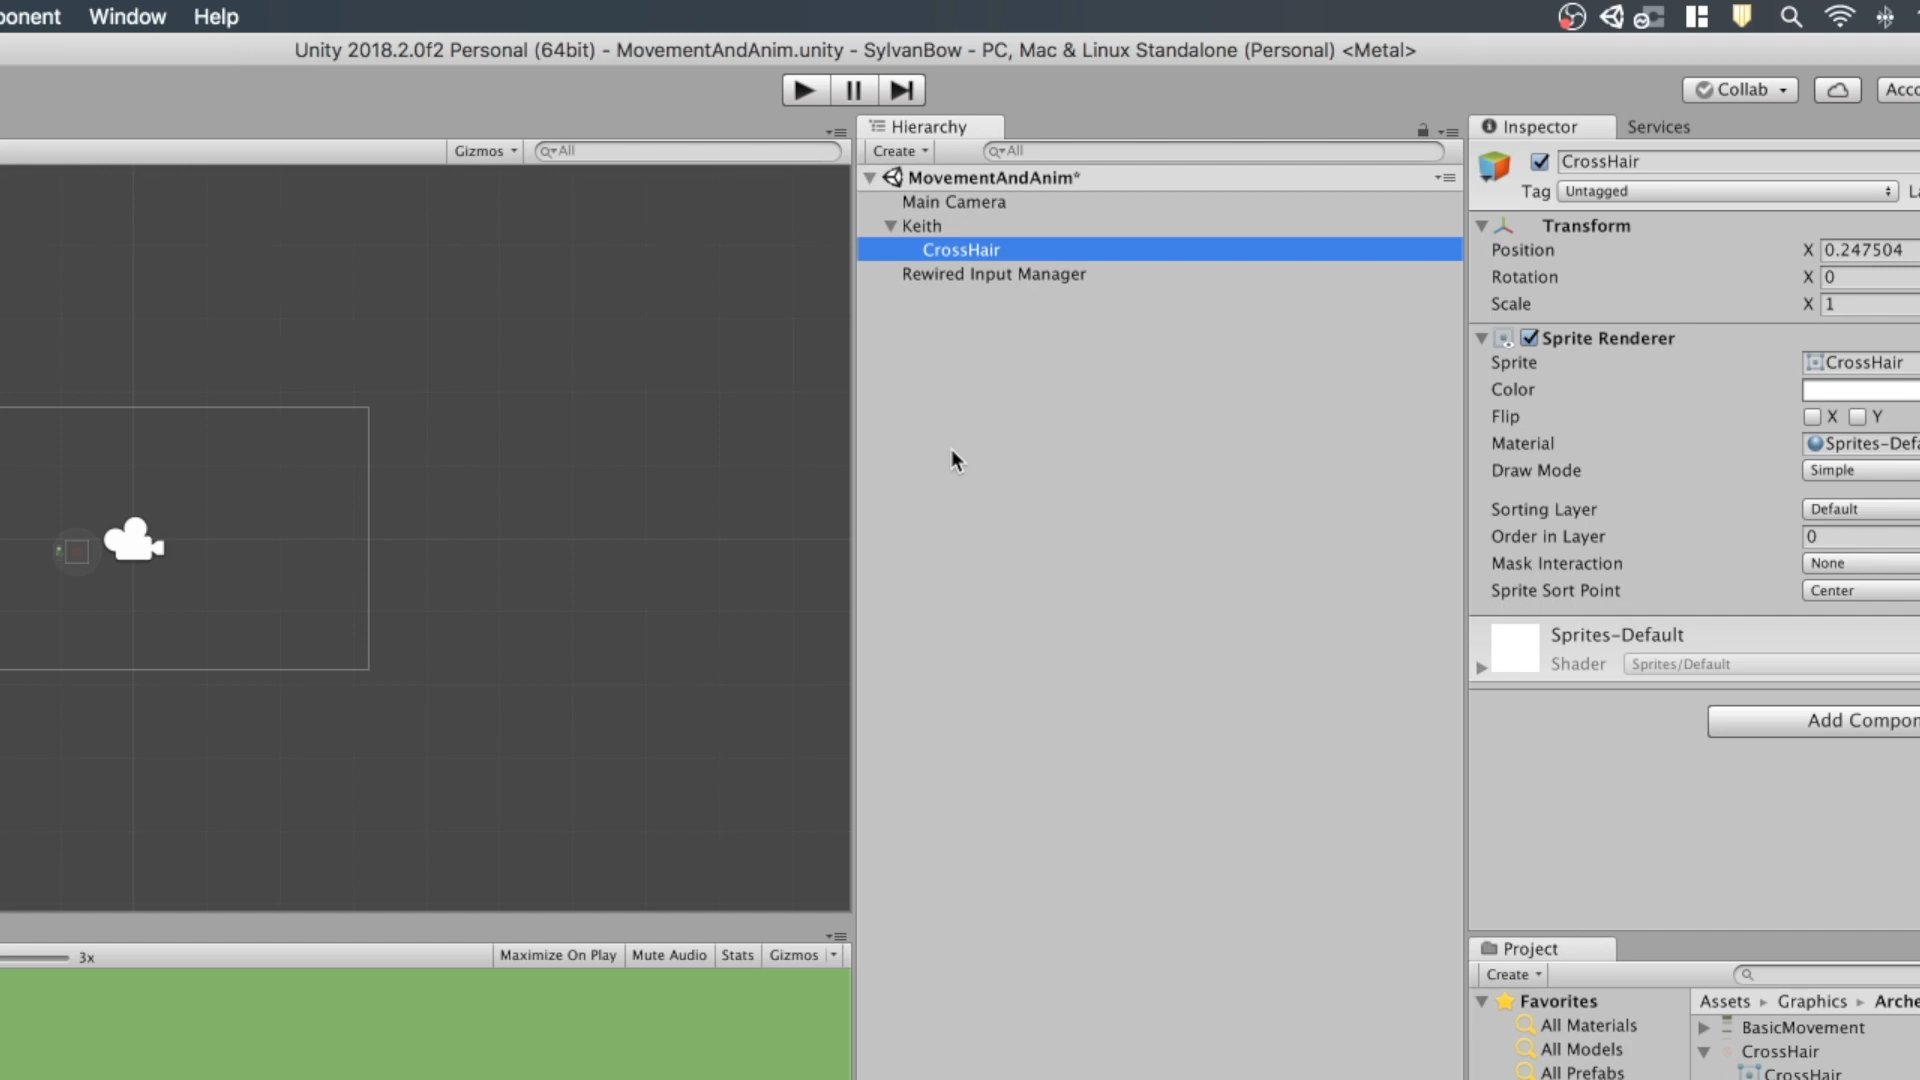 ponent Window Help
Unity 2018.2.0f2 Personal (64bit) - MovementAndAnim.unity - SylvanBow - PC, Mac & Linux Standalone (Personal) <Metal>
Collab
Acco
Gizmos
All
Hierarchy
Create
All
MovementAndAnim*
Main Camera
Keith
CrossHair
Rewired Input Manager
Inspector
Services
CrossHair
Tag Untagged La
Transform
Position X 0.247504
Rotation X 0
Scale X 1
Sprite Renderer
Sprite CrossHair
Color
Flip X Y
Material Sprites-Defa
Draw Mode Simple
Sorting Layer Default
Order in Layer 0
Mask Interaction None
Sprite Sort Point Center
Sprites-Default
Shader Sprites/Default
Add Compon
3x
Maximize On Play Mute Audio Stats Gizmos
Project
Create
Favorites
All Materials
All Models
All Prefabs
Assets Graphics Arche
BasicMovement
CrossHair
CrossHair